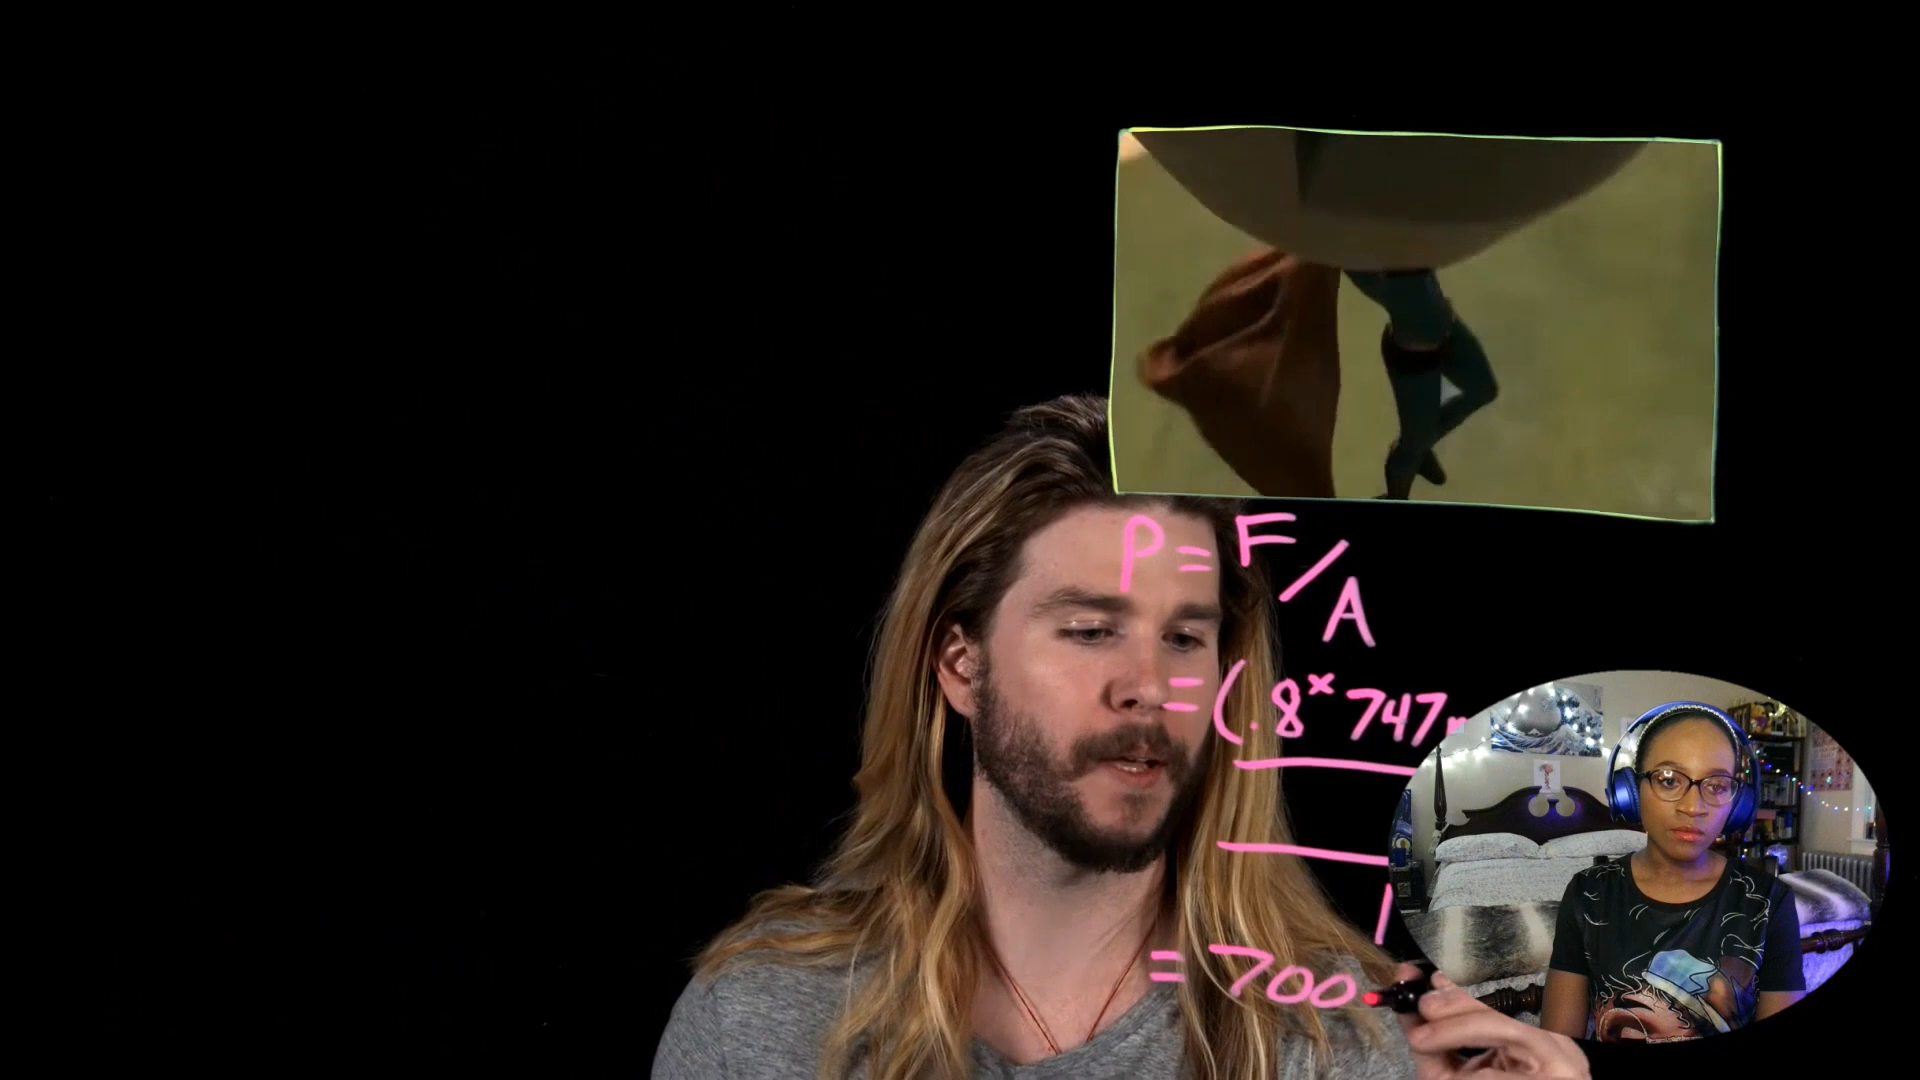 P = F/A
= (.8 × 747
= 700